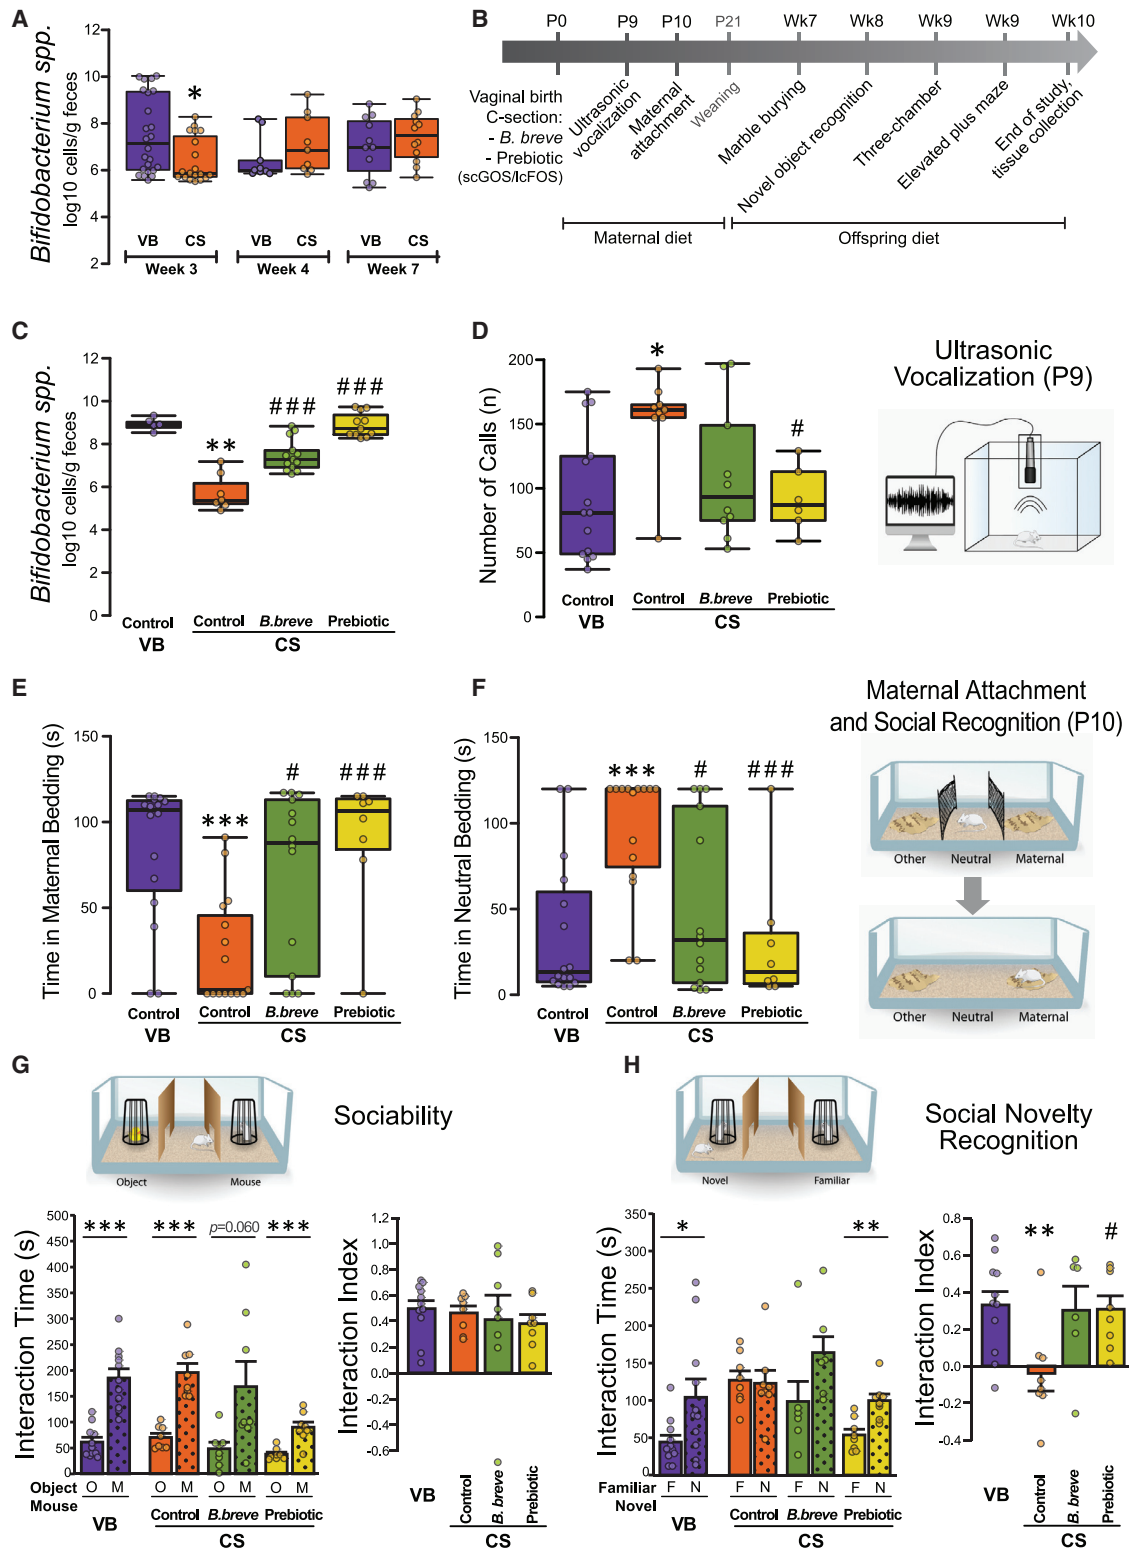 A
Bifidobacterium spp.
log10 cells/g feces
12
10
8
6
4
2
*
VB CS VB CS VB CS
Week 3 Week 4 Week 7
B
P0 P9 P10 P21 Wk7 Wk8 Wk9 Wk9 Wk10
Vaginal birth
C-section:
- B. breve
- Prebiotic
(scGOS/lcFOS)
Ultrasonic
vocalization
Maternal
attachment
Weaning
Marble burying
Novel object recognition
Three-chamber
Elevated plus maze
End of study,
tissue collection
Maternal diet Offspring diet
C
Bifidobacterium spp.
log10 cells/g feces
12
10
8
6
4
2
0
** ### ###
Control Control B.breve Prebiotic
VB CS
D
Number of Calls (n)
200
150
100
50
0
* #
Control Control B.breve Prebiotic
VB CS
Ultrasonic
Vocalization (P9)
E
Time in Maternal Bedding (s)
150
100
50
0
*** # ###
Control Control B.breve Prebiotic
VB CS
F
Time in Neutral Bedding (s)
150
100
50
0
*** # ###
Control Control B.breve Prebiotic
VB CS
Maternal Attachment
and Social Recognition (P10)
Other Neutral Maternal
Other Neutral Maternal
G
Object Mouse
Sociability
Interaction Time (s)
500
450
400
350
300
250
200
150
100
50
0
*** *** p=0.060 ***
Object O M O M O M O M
Mouse
VB Control B.breve Prebiotic
CS
Interaction Index
1.2
1.0
0.8
0.6
0.4
0.2
0.0
-0.2
-0.4
-0.6
VB Control B. breve Prebiotic
CS
H
Novel Familiar
Social Novelty
Recognition
Interaction Time (s)
350
300
250
200
150
100
50
0
* **
Familiar F N F N F N F N
Novel
VB Control B.breve Prebiotic
CS
Interaction Index
0.8
0.6
0.4
0.2
0.0
-0.2
-0.4
** #
VB Control B. breve Prebiotic
CS